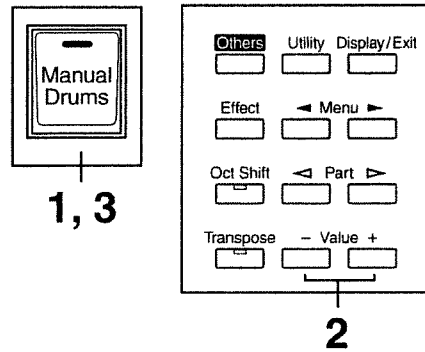 Manual
Drums
1, 3
Others Utility Display/Exit
Effect ◄ Menu ►
Oct Shift ◁ Part ▷
Transpose − Value +
2